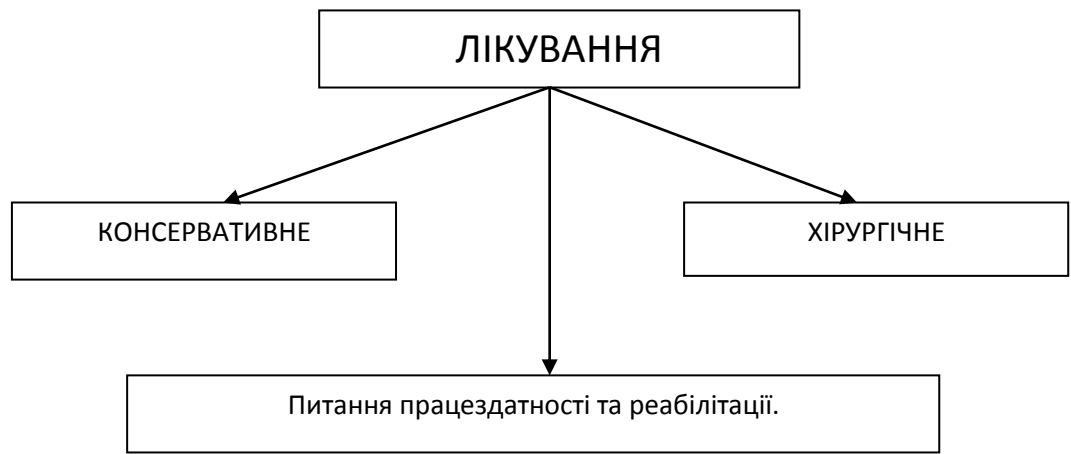 ЛІКУВАННЯ
КОНСЕРВАТИВНЕ
ХІРУРГІЧНЕ
Питання працездатності та реабілітації.